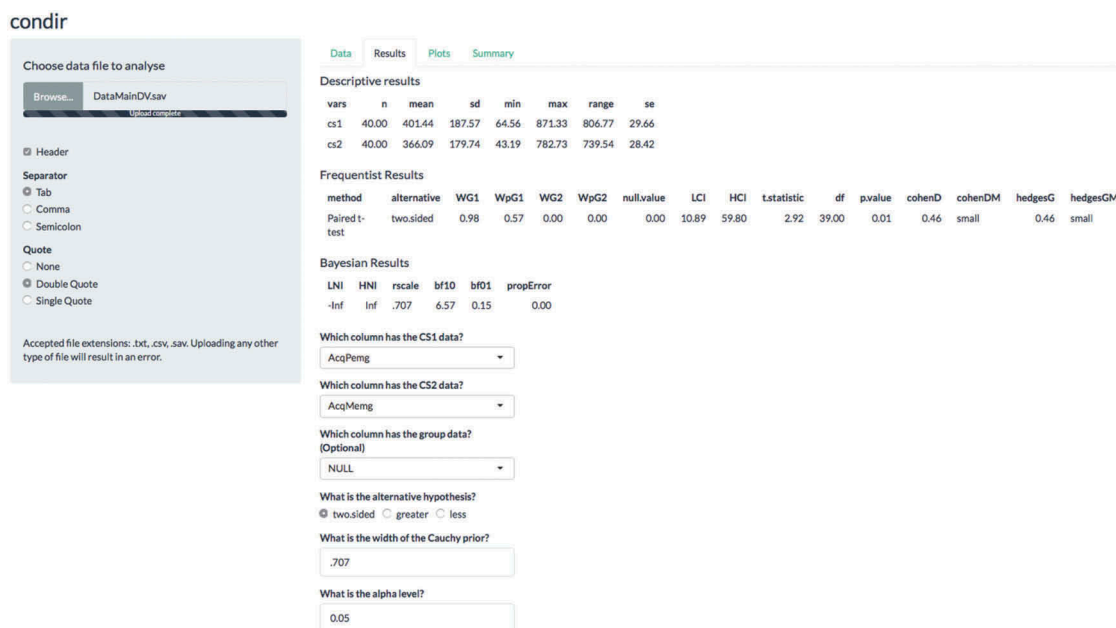 condir
Choose data file to analyse
Browse... DataMainDV.sav
Upload complete
Header
Separator
Tab
Comma
Semicolon
Quote
None
Double Quote
Single Quote
Accepted file extensions: .txt, .csv, .sav. Uploading any other
type of file will result in an error.
Data Results Plots Summary
Descriptive results
vars n mean sd min max range se
cs1 40.00 401.44 187.57 64.56 871.33 806.77 29.66
cs2 40.00 366.09 179.74 43.19 782.73 739.54 28.42
Frequentist Results
method alternative WG1 WpG1 WG2 WpG2 null.value LCI HCI t.statistic df p.value cohenD cohenDM hedgesG hedgesGM
Paired t- two.sided 0.98 0.57 0.00 0.00 0.00 10.89 59.80 2.92 39.00 0.01 0.46 small 0.46 small
test
Bayesian Results
LNI HNI rscale bf10 bf01 propError
-Inf Inf .707 6.57 0.15 0.00
Which column has the CS1 data?
AcqPemg
Which column has the CS2 data?
AcqMemg
Which column has the group data?
(Optional)
NULL
What is the alternative hypothesis?
two.sided greater less
What is the width of the Cauchy prior?
.707
What is the alpha level?
0.05